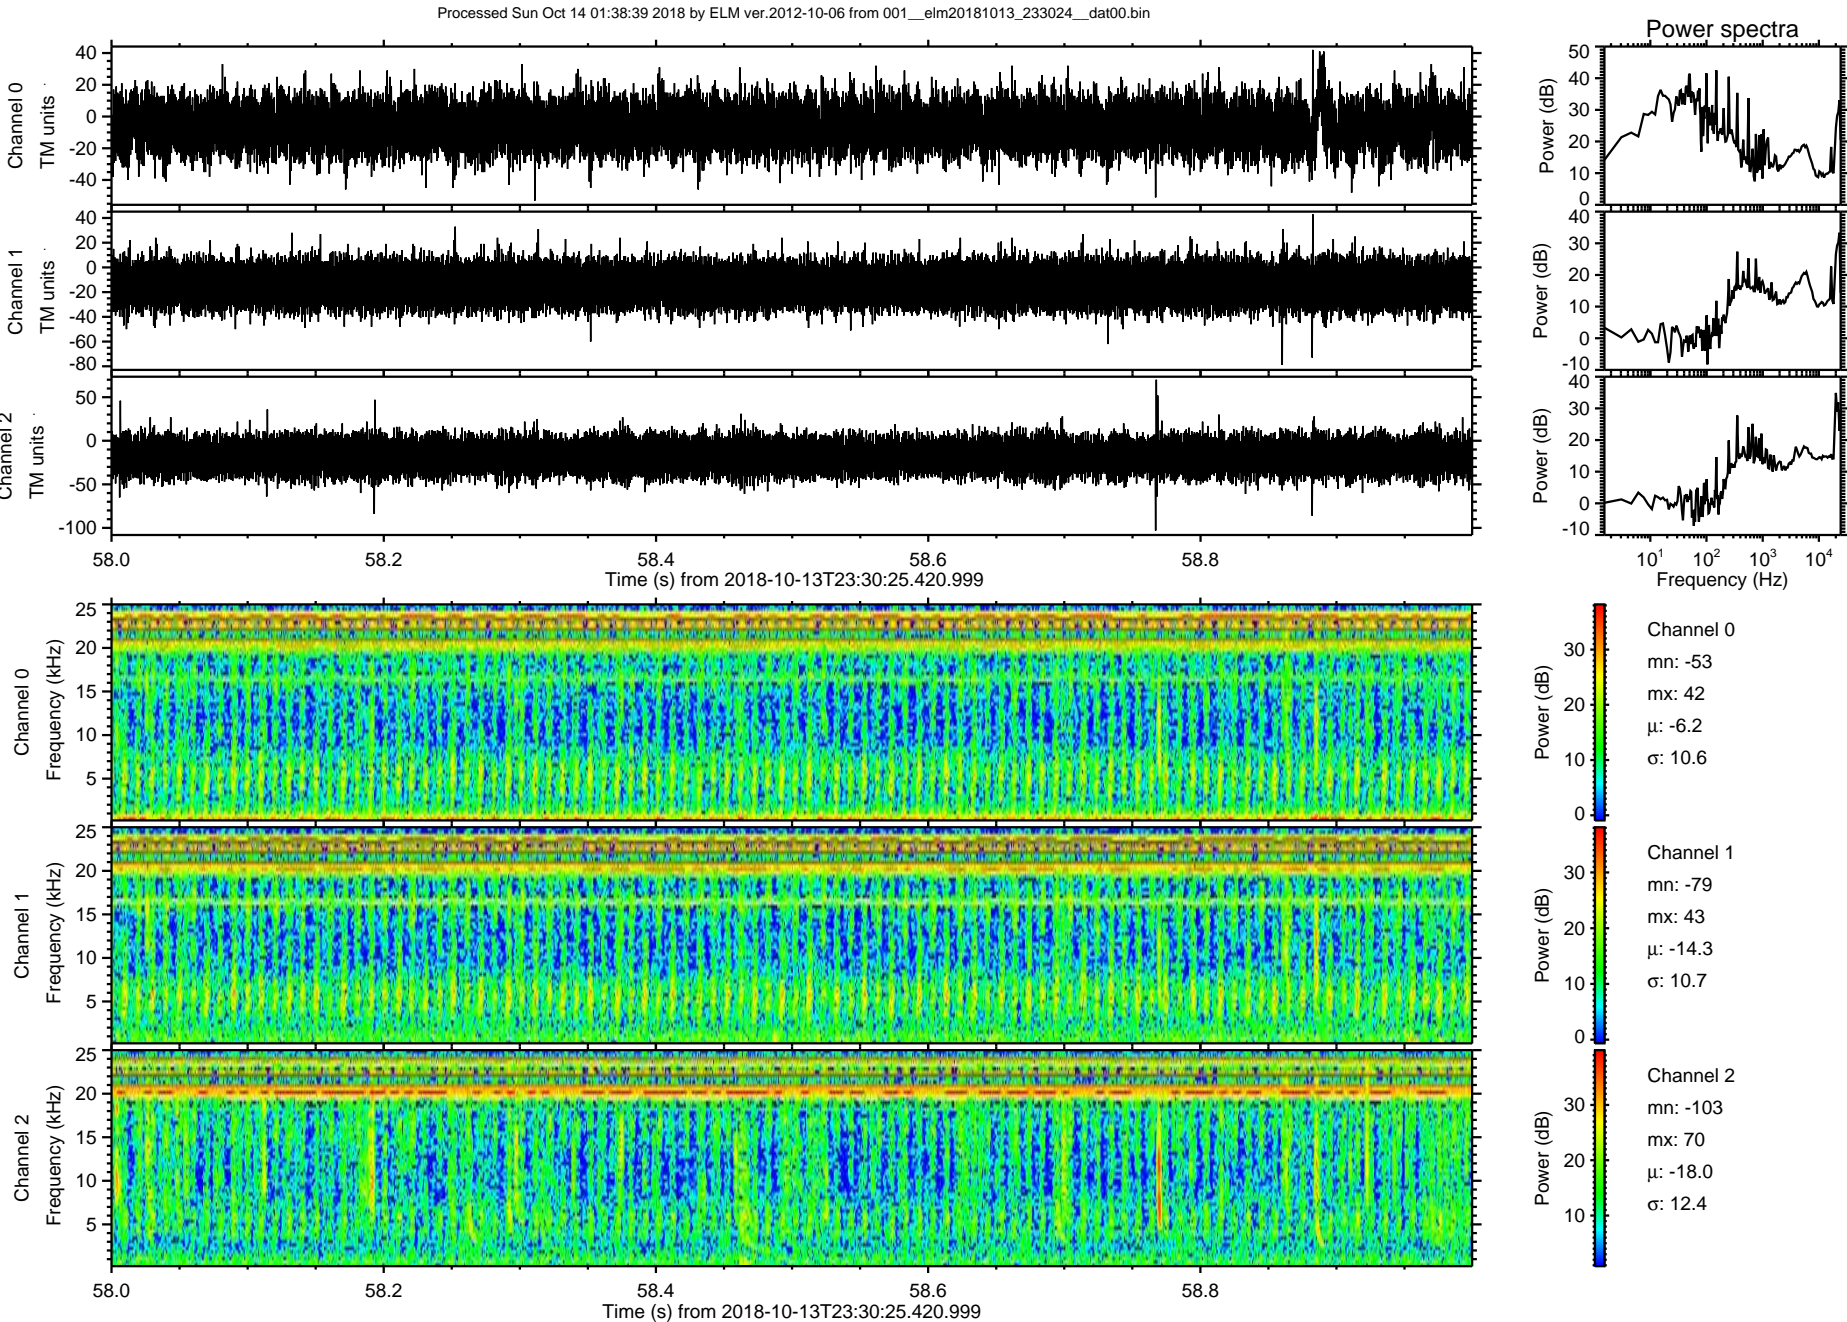 Processed Sun Oct 14 01:38:39 2018 by ELM ver.2012-10-06 from 001__elm20181013_233024__dat00.bin
Power spectra
Channel 0
TM units
40
20
0
-20
-40
Power (dB)
50
40
30
20
10
0
Channel 1
TM units
40
20
0
-20
-40
-60
-80
Power (dB)
40
30
20
10
0
-10
Channel 2
TM units
50
0
-50
-100
Power (dB)
40
30
20
10
0
-10
58.0 58.2 58.4 58.6 58.8
Time (s) from 2018-10-13T23:30:25.420.999
10¹ 10² 10³ 10⁴
Frequency (Hz)
Channel 0
Frequency (kHz)
25
20
15
10
5
Power (dB)
30
20
10
0
Channel 0
mn: -53
mx: 42
μ: -6.2
σ: 10.6
Channel 1
Frequency (kHz)
25
20
15
10
5
Power (dB)
30
20
10
0
Channel 1
mn: -79
mx: 43
μ: -14.3
σ: 10.7
Channel 2
Frequency (kHz)
25
20
15
10
5
Power (dB)
30
20
10
Channel 2
mn: -103
mx: 70
μ: -18.0
σ: 12.4
58.0 58.2 58.4 58.6 58.8
Time (s) from 2018-10-13T23:30:25.420.999